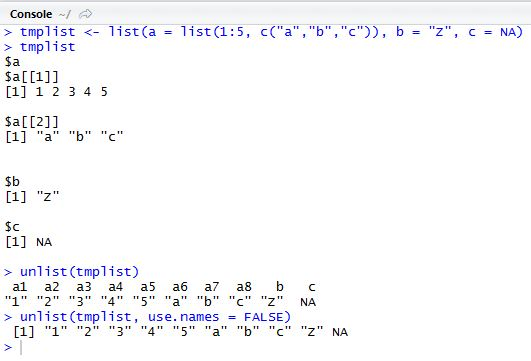 Console ~/
> tmplist <- list(a = list(1:5, c("a","b","c")), b = "Z", c = NA)
> tmplist
$a
$a[[1]]
[1] 1 2 3 4 5
$a[[2]]
[1] "a" "b" "c"
$b
[1] "Z"
$c
[1] NA
> unlist(tmplist)
 a1  a2  a3  a4  a5  a6  a7  a8   b   c
"1" "2" "3" "4" "5" "a" "b" "c" "Z"  NA
> unlist(tmplist, use.names = FALSE)
 [1] "1" "2" "3" "4" "5" "a" "b" "c" "Z" NA
>